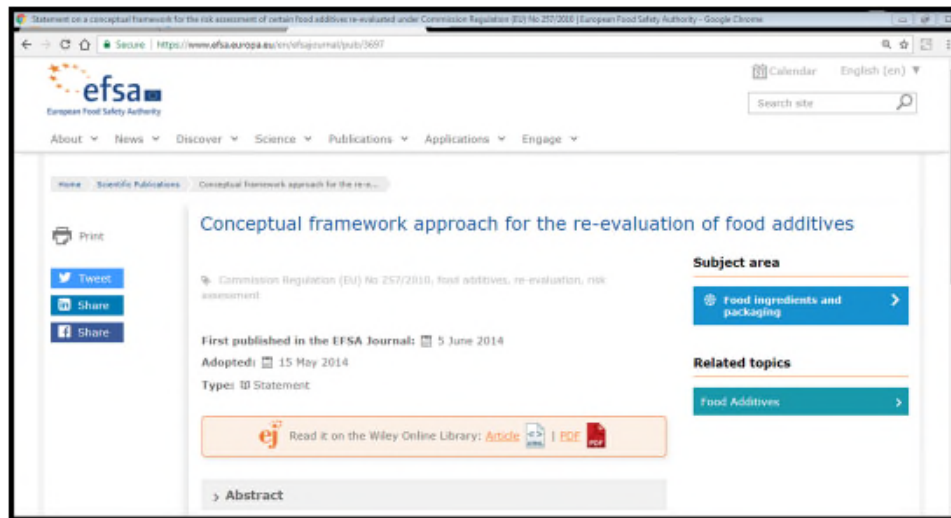 Statement on a conceptual framework for the risk assessment of certain food additives re-evaluated under Commission Regulation (EU) No 257/2010 | European Food Safety Authority - Google Chrome
Secure | https://www.efsa.europa.eu/en/efsajournal/pub/3697
Calendar English (en)
efsa
European Food Safety Authority
Search site
About News Discover Science Publications Applications Engage
Home Scientific Publications Conceptual framework approach for the re-e...
Print
Conceptual framework approach for the re-evaluation of food additives
Tweet
Share
Share
Commission Regulation (EU) No 257/2010, food additives, re-evaluation, risk
assessment
First published in the EFSA Journal: 5 June 2014
Adopted: 15 May 2014
Type: Statement
ej Read it on the Wiley Online Library: Article | PDF
PDF
Abstract
Subject area
Food ingredients and
packaging
Related topics
Food Additives